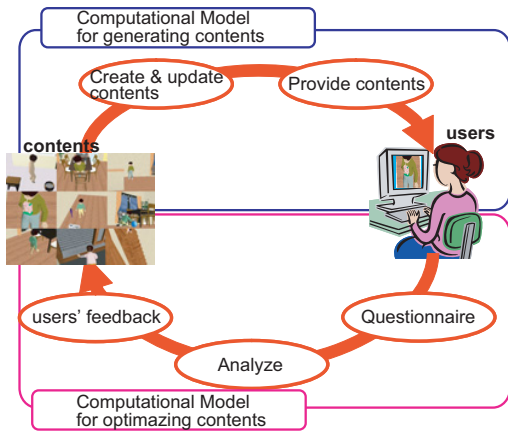 Computational Model
for generating contents
Create & update
contents
Provide contents
contents
users
users' feedback
Questionnaire
Analyze
Computational Model
for optimazing contents